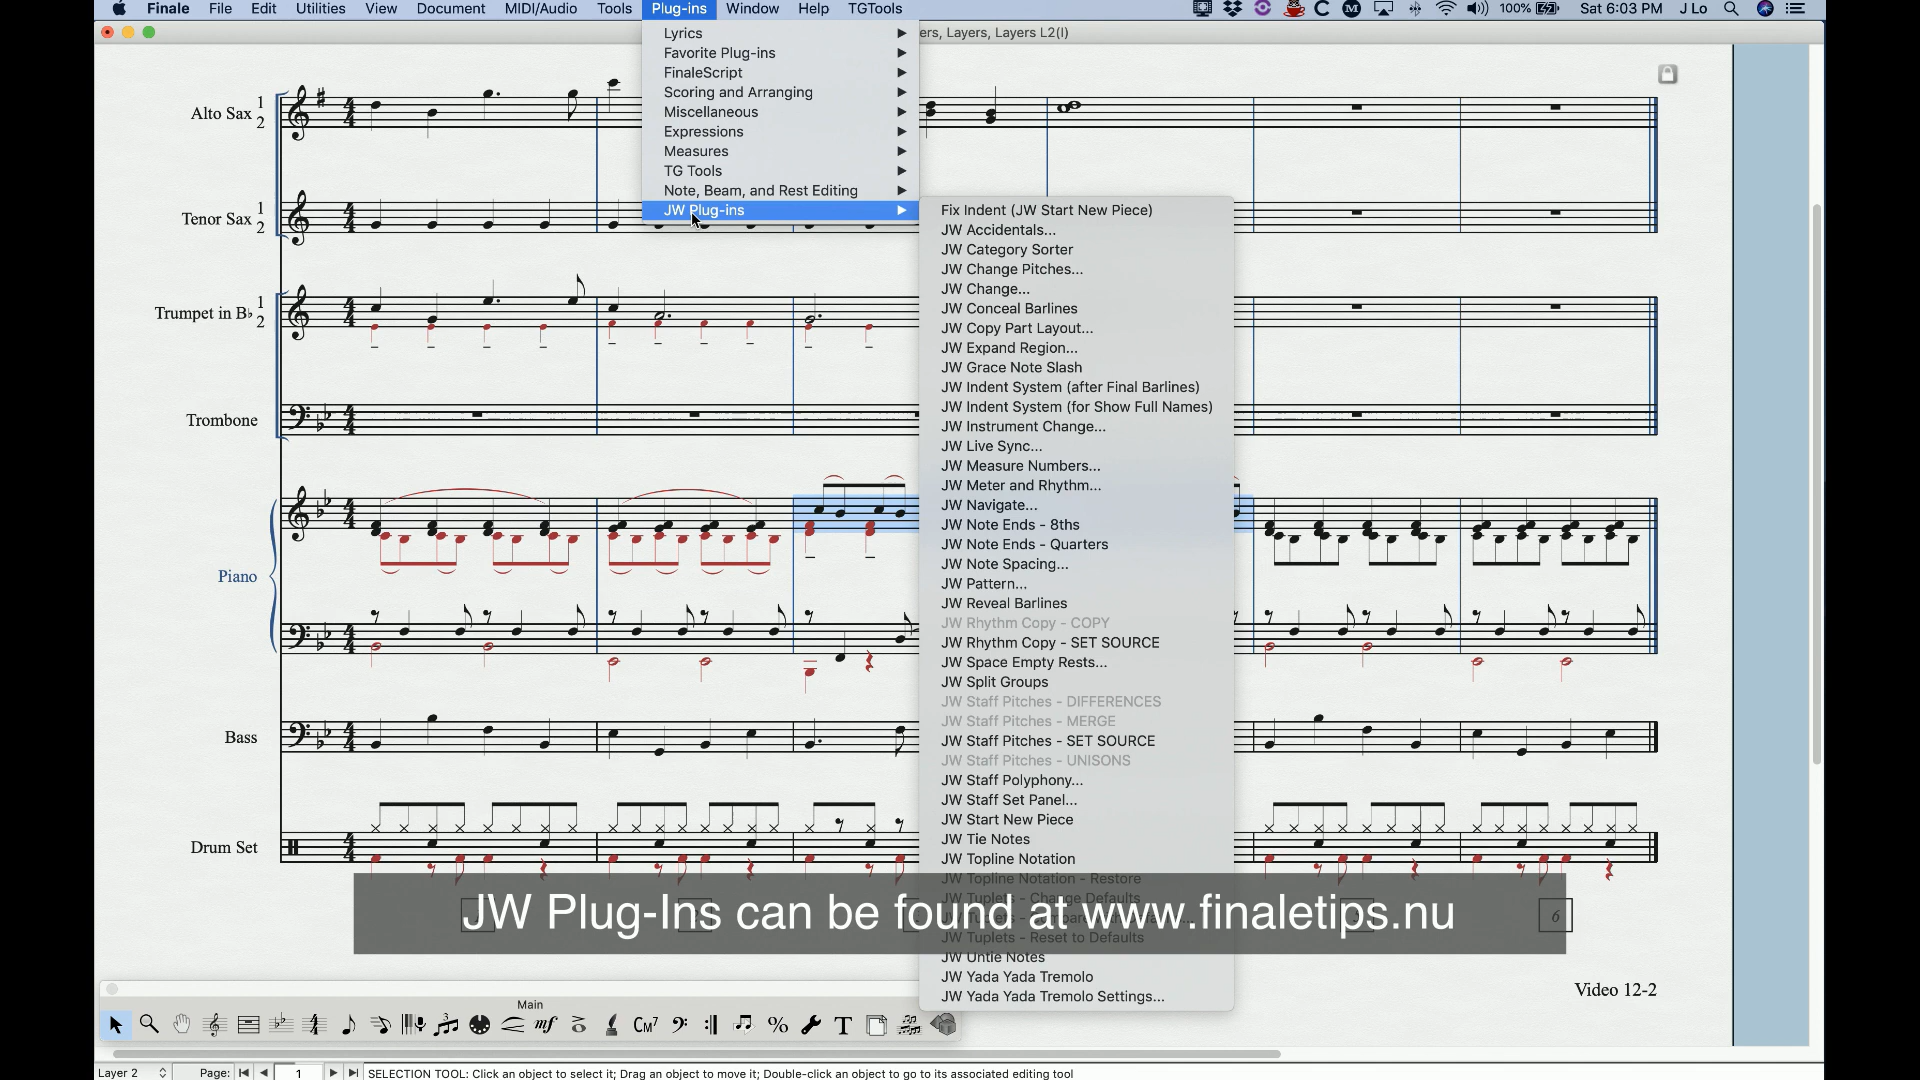 Finale File Edit Utilities View Document MIDI/Audio Tools Plug-ins Window Help TGTools 100% Sat 6:03 PM J Lo
ers, Layers, Layers L2(I)
Lyrics
Favorite Plug-ins
FinaleScript
Scoring and Arranging
Miscellaneous
Expressions
Measures
TG Tools
Note, Beam, and Rest Editing
JW Plug-ins
Fix Indent (JW Start New Piece)
JW Accidentals...
JW Category Sorter
JW Change Pitches...
JW Change...
JW Conceal Barlines
JW Copy Part Layout...
JW Expand Region...
JW Grace Note Slash
JW Indent System (after Final Barlines)
JW Indent System (for Show Full Names)
JW Instrument Change...
JW Live Sync...
JW Measure Numbers...
JW Meter and Rhythm...
JW Navigate...
JW Note Ends - 8ths
JW Note Ends - Quarters
JW Note Spacing...
JW Pattern...
JW Reveal Barlines
JW Rhythm Copy - COPY
JW Rhythm Copy - SET SOURCE
JW Space Empty Rests...
JW Split Groups
JW Staff Pitches - DIFFERENCES
JW Staff Pitches - MERGE
JW Staff Pitches - SET SOURCE
JW Staff Pitches - UNISONS
JW Staff Polyphony...
JW Staff Set Panel...
JW Start New Piece
JW Tie Notes
JW Topline Notation
JW Topline Notation - Restore
JW Tuplets - Change Defaults
JW Tuplets - Reset to Defaults
JW Untie Notes
JW Yada Yada Tremolo
JW Yada Yada Tremolo Settings...
Alto Sax 1
2
Tenor Sax 1
2
Trumpet in B♭ 1
2
Trombone
Piano
Bass
Drum Set
JW Plug-Ins can be found at www.finaletips.nu
6
Video 12-2
Main
mf CM7 % T
Layer 2 Page: 1 SELECTION TOOL: Click an object to select it; Drag an object to move it; Double-click an object to go to its associated editing tool